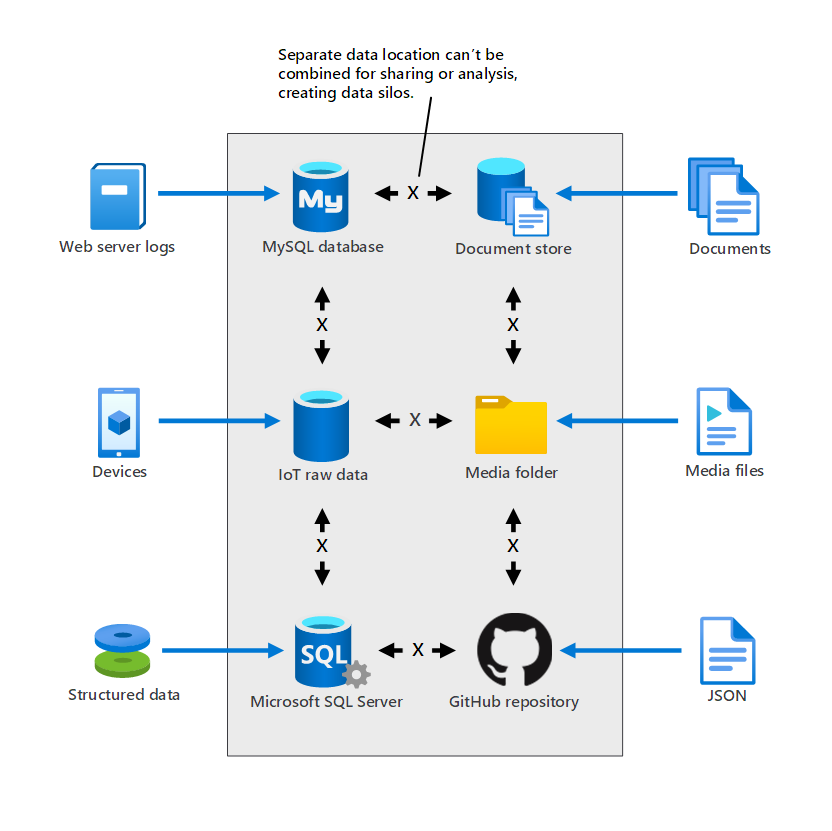 Separate data location can't be
combined for sharing or analysis,
creating data silos.
My
X
Web server logs
MySQL database
Document store
Documents
X
X
X
Devices
IoT raw data
Media folder
Media files
X
X
SQL
X
Structured data
Microsoft SQL Server
GitHub repository
JSON